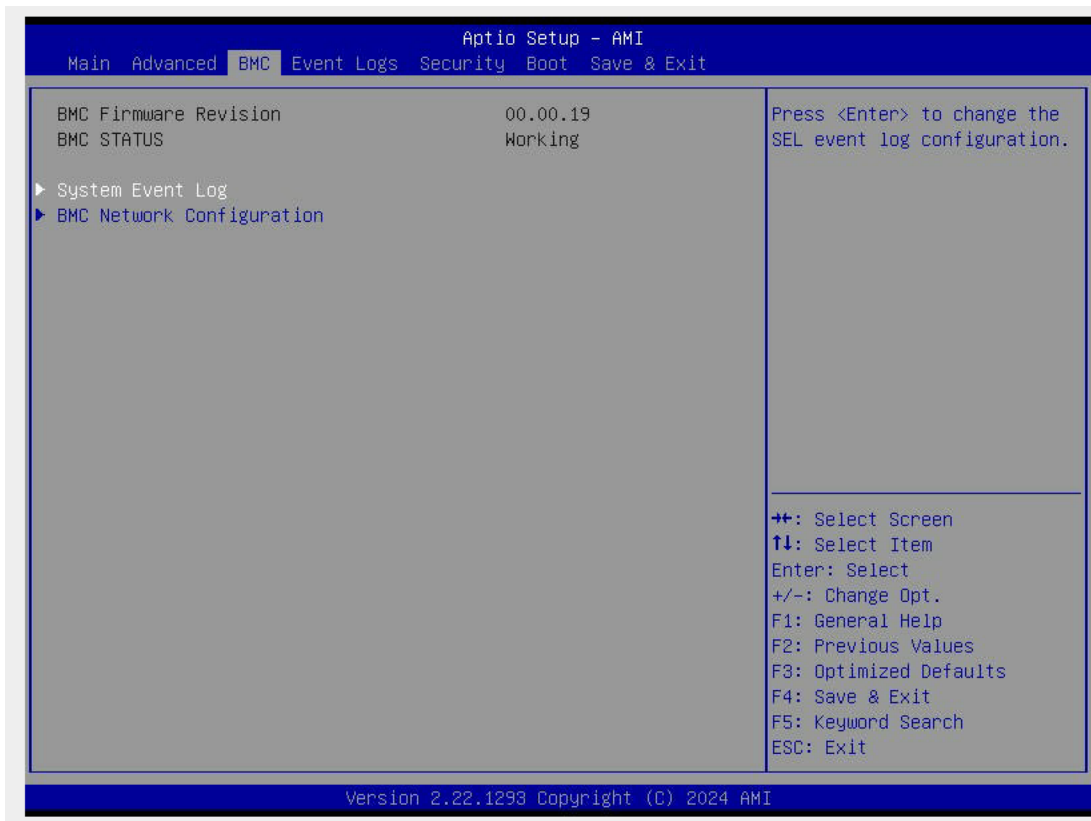 Aptio Setup – AMI
Main Advanced BMC Event Logs Security Boot Save & Exit
BMC Firmware Revision 00.00.19
BMC STATUS Working
System Event Log
BMC Network Configuration
Press <Enter> to change the
SEL event log configuration.
→←: Select Screen
↑↓: Select Item
Enter: Select
+/-: Change Opt.
F1: General Help
F2: Previous Values
F3: Optimized Defaults
F4: Save & Exit
F5: Keyword Search
ESC: Exit
Version 2.22.1293 Copyright (C) 2024 AMI